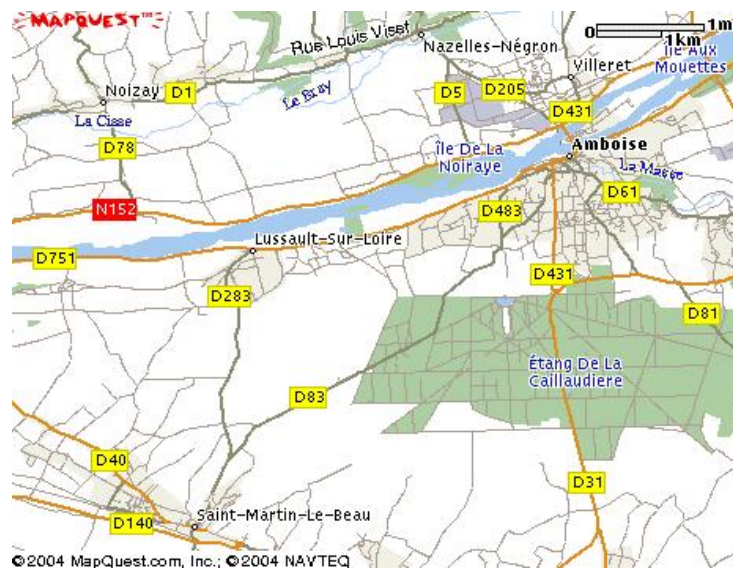 MAPQUEST
0 1m
1km
Rue Louis Viset
Nazelles-Négron
Île Aux
Mouettes
Villeret
Noizay
D1
Le Buay
D5
D205
D431
La Cisse
D78
Île De La
Noiraye
Amboise
La Masse
D61
N152
D483
Lussault-Sur-Loire
D751
D431
D283
D81
Étang De La
Caillaudiere
D83
D40
D31
Saint-Martin-Le-Beau
D140
©2004 MapQuest.com, Inc.; ©2004 NAVTEQ